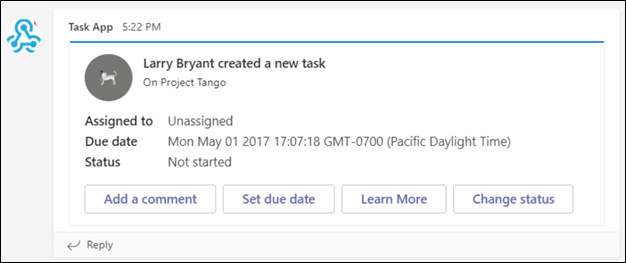 Task App 5:22 PM
Larry Bryant created a new task
On Project Tango
Assigned to Unassigned
Due date Mon May 01 2017 17:07:18 GMT-0700 (Pacific Daylight Time)
Status Not started
Add a comment Set due date Learn More Change status
Reply